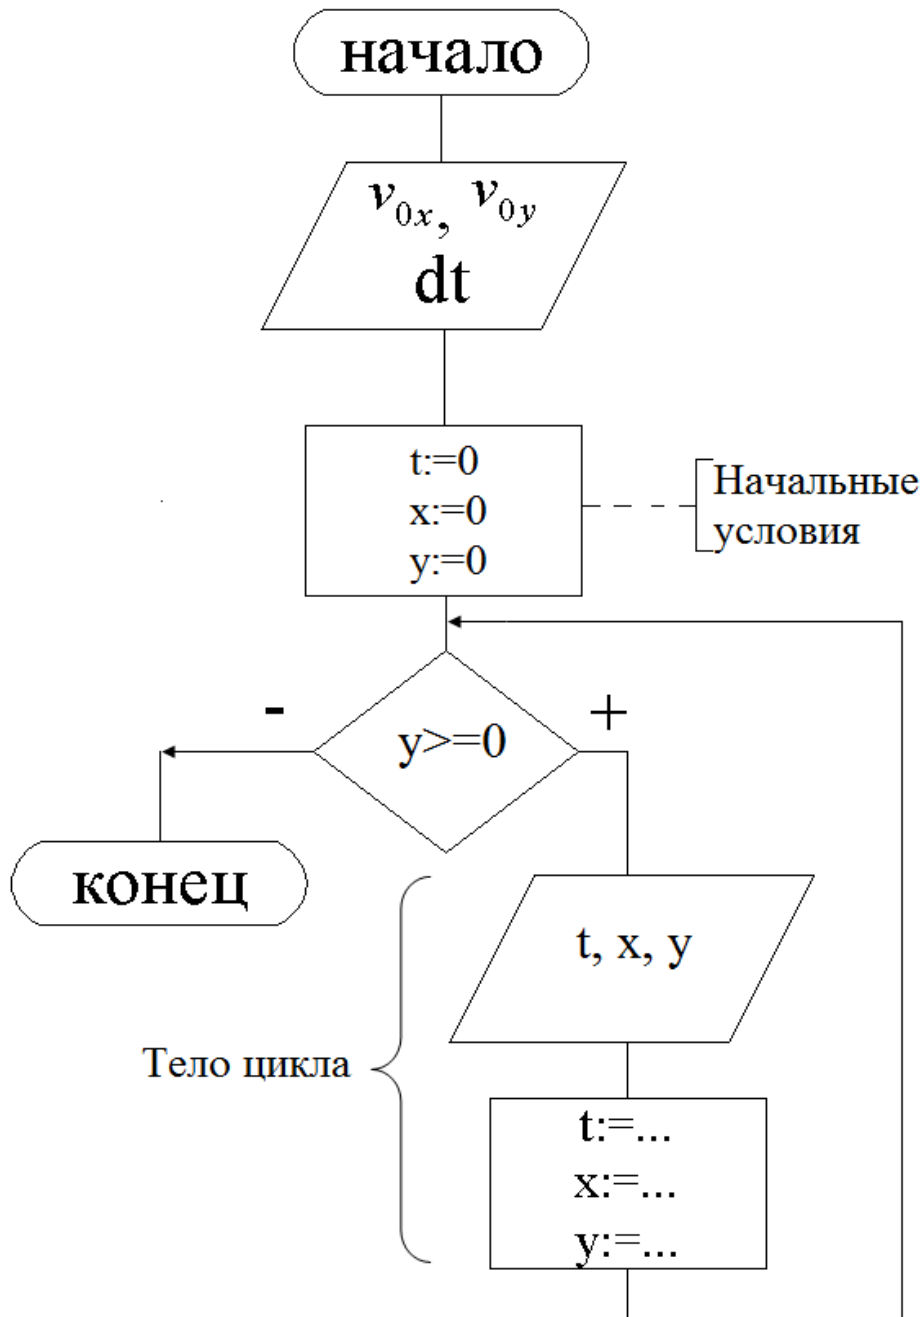 начало
v₀ₓ, v₀y
dt
t:=0
x:=0
y:=0
Начальные
условия
-
+
y>=0
конец
t, x, y
Тело цикла
t:=...
x:=...
y:=...